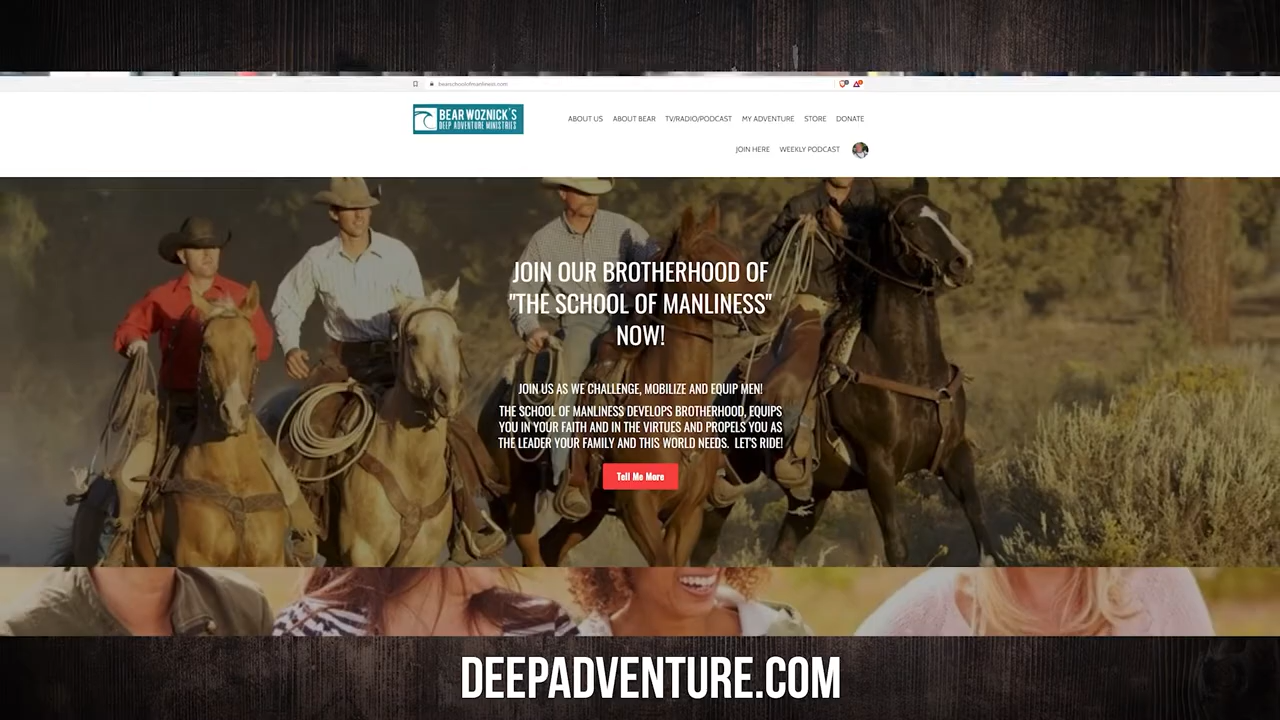 bearschoolofmanliness.com
BEAR WOZNICK'S
DEEP ADVENTURE MINISTRIES
ABOUT US ABOUT BEAR TV/RADIO/PODCAST MY ADVENTURE STORE DONATE
JOIN HERE WEEKLY PODCAST
JOIN OUR BROTHERHOOD OF
"THE SCHOOL OF MANLINESS"
NOW!
JOIN US AS WE CHALLENGE, MOBILIZE AND EQUIP MEN!
THE SCHOOL OF MANLINESS DEVELOPS BROTHERHOOD, EQUIPS
YOU IN YOUR FAITH AND IN THE VIRTUES AND PROPELS YOU AS
THE LEADER YOUR FAMILY AND THIS WORLD NEEDS. LET'S RIDE!
Tell Me More
DEEPADVENTURE.COM